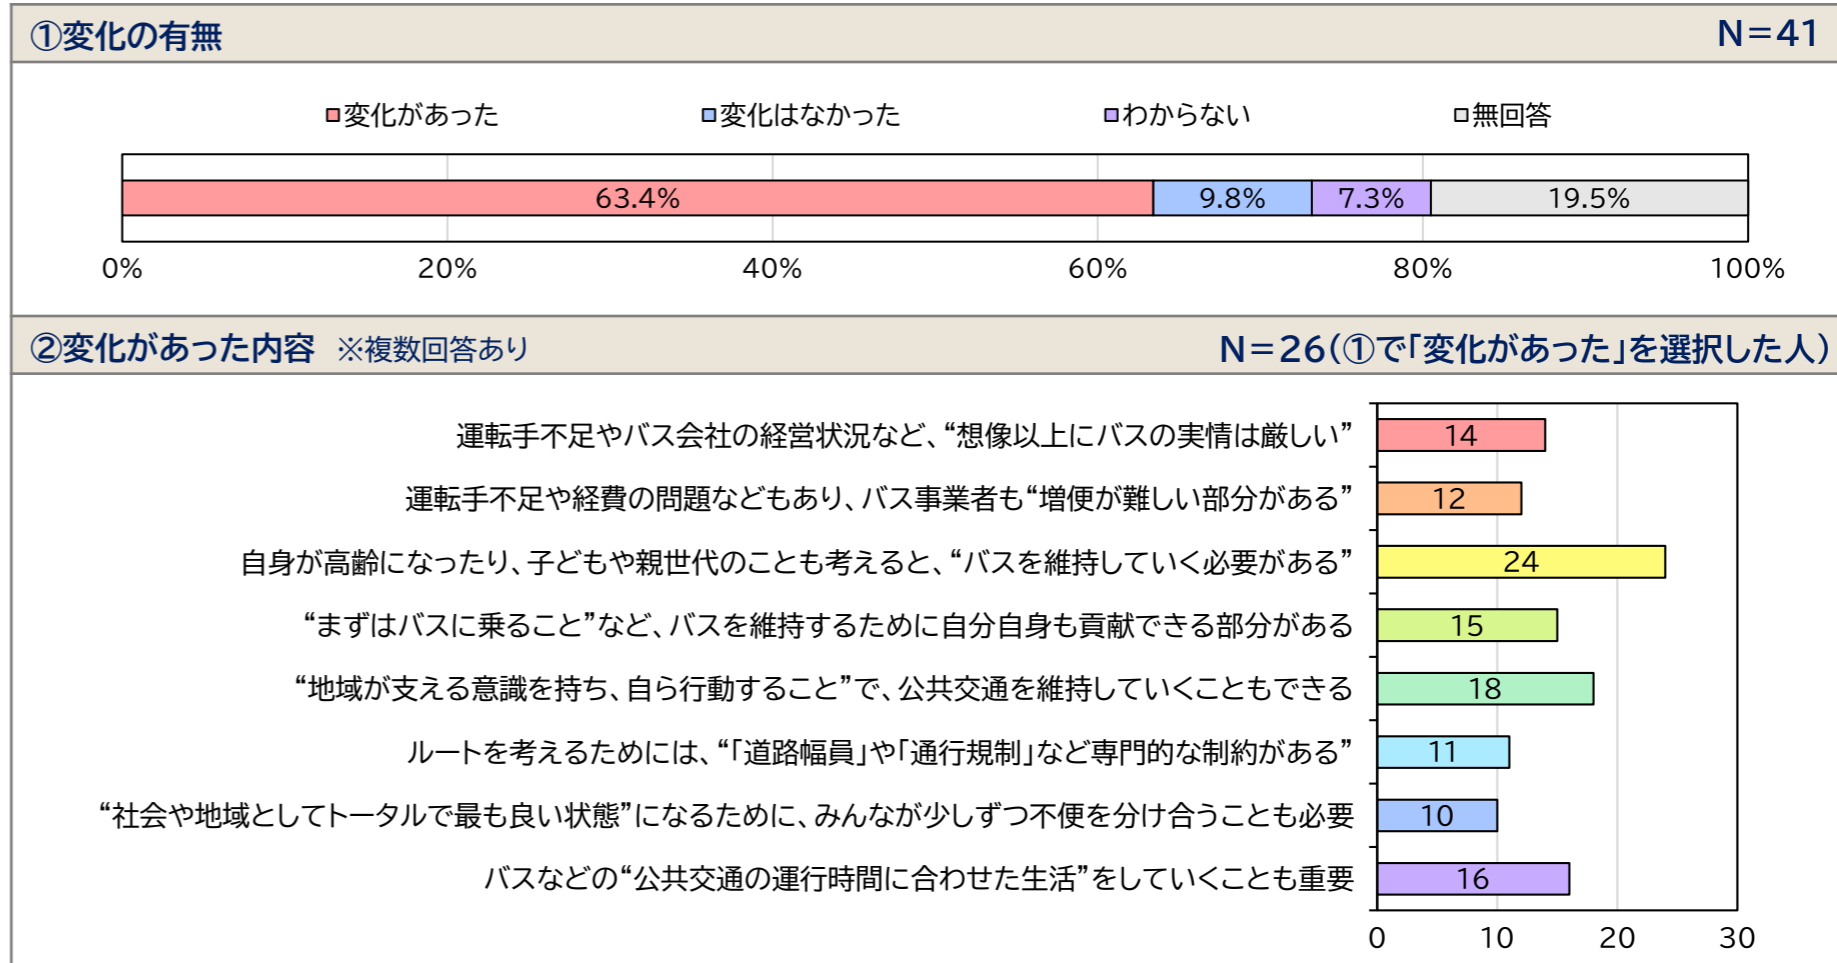 ①変化の有無 N=41
■変化があった ■変化はなかった ■わからない □無回答
63.4% 9.8% 7.3% 19.5%
0% 20% 40% 60% 80% 100%
②変化があった内容 ※複数回答あり N=26(①で「変化があった」を選択した人)
運転手不足やバス会社の経営状況など、“想像以上にバスの実情は厳しい” 14
運転手不足や経費の問題などもあり、バス事業者も“増便が難しい部分がある” 12
自身が高齢になったり、子どもや親世代のことも考えると、“バスを維持していく必要がある” 24
“まずはバスに乗ること”など、バスを維持するために自分自身も貢献できる部分がある 15
“地域が支える意識を持ち、自ら行動すること”で、公共交通を維持していくこともできる 18
ルートを考えるためには、“「道路幅員」や「通行規制」など専門的な制約がある” 11
“社会や地域としてトータルで最も良い状態”になるために、みんなが少しずつ不便を分け合うことも必要 10
バスなどの“公共交通の運行時間に合わせた生活”をしていくことも重要 16
0 10 20 30